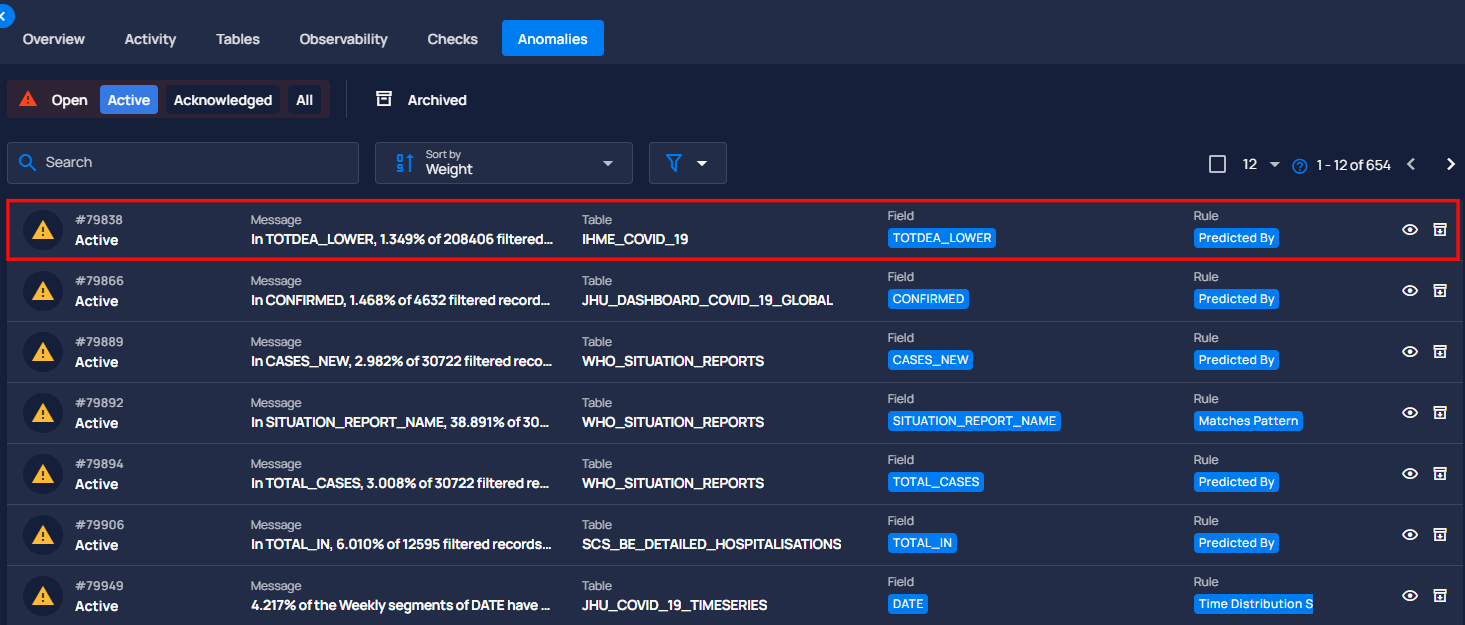 Overview Activity Tables Observability Checks Anomalies
Open Active Acknowledged All Archived
Search
Sort by
Weight
12 1 - 12 of 654
#79838 Message Table Field Rule
Active In TOTDEA_LOWER, 1.349% of 208406 filtered... IHME_COVID_19 TOTDEA_LOWER Predicted By
#79866 Message Table Field Rule
Active In CONFIRMED, 1.468% of 4632 filtered record... JHU_DASHBOARD_COVID_19_GLOBAL CONFIRMED Predicted By
#79889 Message Table Field Rule
Active In CASES_NEW, 2.982% of 30722 filtered reco... WHO_SITUATION_REPORTS CASES_NEW Predicted By
#79892 Message Table Field Rule
Active In SITUATION_REPORT_NAME, 38.891% of 30... WHO_SITUATION_REPORTS SITUATION_REPORT_NAME Matches Pattern
#79894 Message Table Field Rule
Active In TOTAL_CASES, 3.008% of 30722 filtered re... WHO_SITUATION_REPORTS TOTAL_CASES Predicted By
#79906 Message Table Field Rule
Active In TOTAL_IN, 6.010% of 12595 filtered records... SCS_BE_DETAILED_HOSPITALISATIONS TOTAL_IN Predicted By
#79949 Message Table Field Rule
Active 4.217% of the Weekly segments of DATE have ... JHU_COVID_19_TIMESERIES DATE Time Distribution S